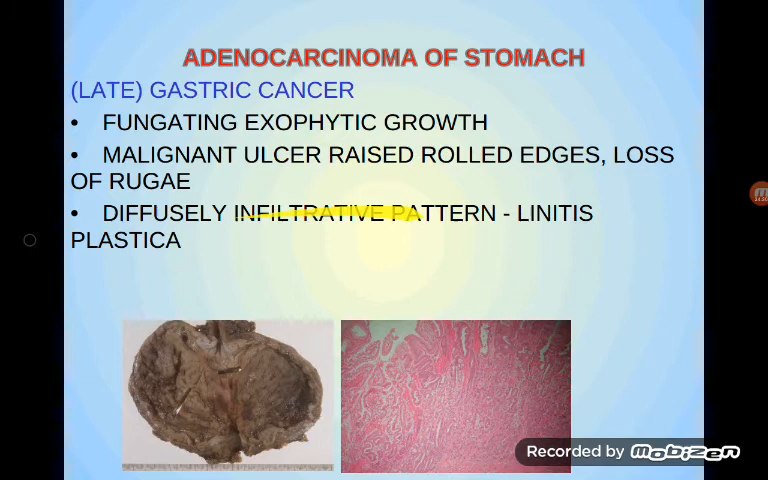 ADENOCARCINOMA OF STOMACH
(LATE) GASTRIC CANCER
• FUNGATING EXOPHYTIC GROWTH
• MALIGNANT ULCER RAISED ROLLED EDGES, LOSS
OF RUGAE
• DIFFUSELY INFILTRATIVE PATTERN - LINITIS
PLASTICA
Recorded by Mobizen